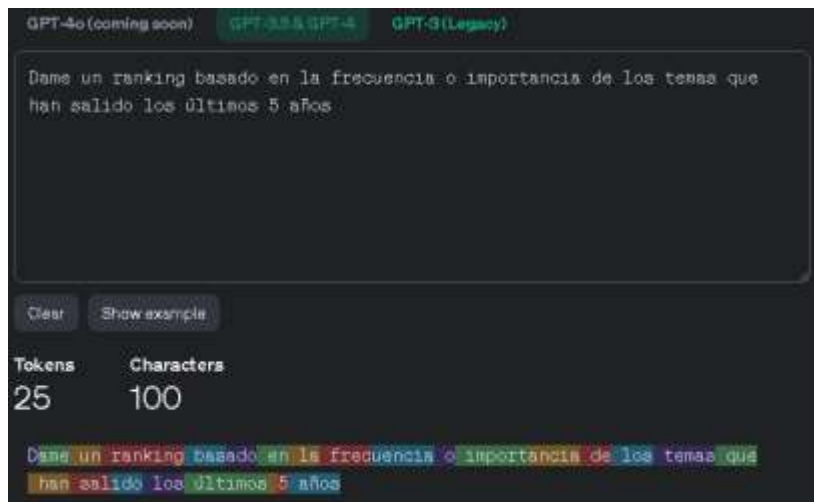 GPT-4o (coming soon) GPT-3.5 & GPT-4 GPT-3 (Legacy)
Dame un ranking basado en la frecuencia o importancia de los temas que
han salido los últimos 5 años
Clear Show example
Tokens Characters
25 100
Dame un ranking basado en la frecuencia o importancia de los temas que
han salido los últimos 5 años